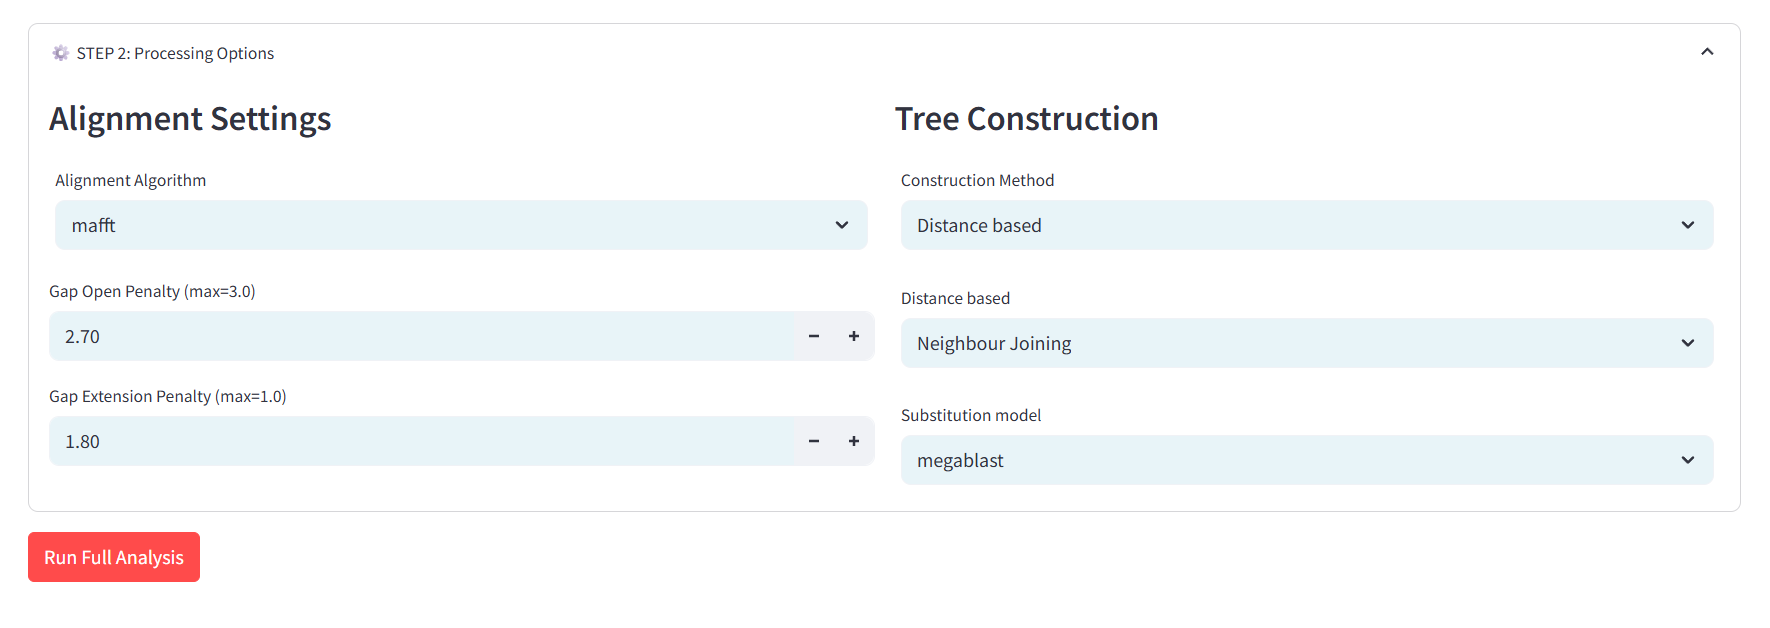 STEP 2: Processing Options
Alignment Settings
Alignment Algorithm
mafft
Gap Open Penalty (max=3.0)
2.70
Gap Extension Penalty (max=1.0)
1.80
Tree Construction
Construction Method
Distance based
Distance based
Neighbour Joining
Substitution model
megablast
Run Full Analysis